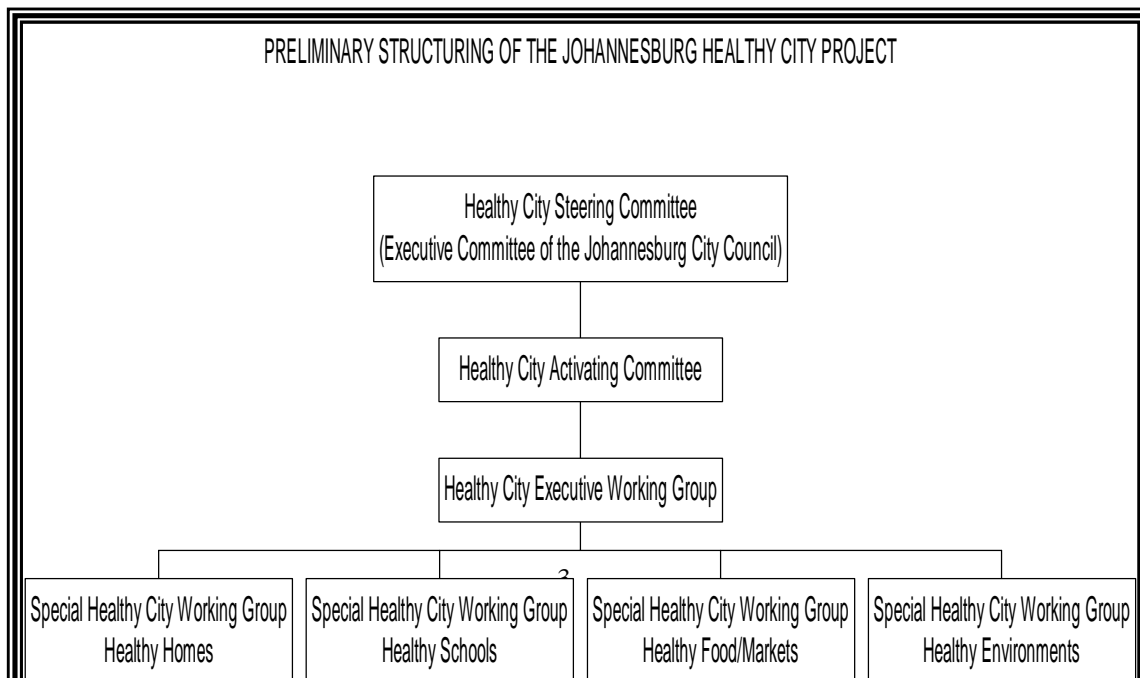 PRELIMINARY STRUCTURING OF THE JOHANNESBURG HEALTHY CITY PROJECT
Healthy City Steering Committee
(Executive Committee of the Johannesburg City Council)
Healthy City Activating Committee
Healthy City Executive Working Group
Special Healthy City Working Group
Healthy Homes
Special Healthy City Working Group
Healthy Schools
Special Healthy City Working Group
Healthy Food/Markets
Special Healthy City Working Group
Healthy Environments